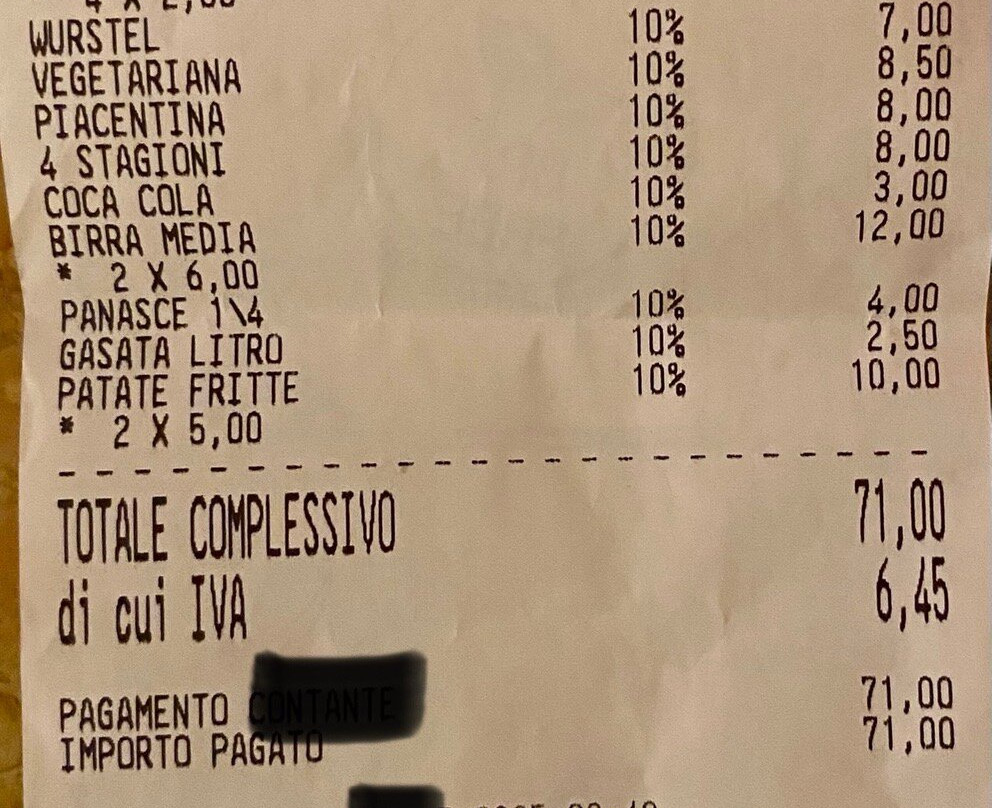 4 X 2,00
WURSTEL 10% 7,00
VEGETARIANA 10% 8,50
PIACENTINA 10% 8,00
4 STAGIONI 10% 8,00
COCA COLA 10% 3,00
BIRRA MEDIA 10% 12,00
* 2 X 6,00
PANASCE 1\4 10% 4,00
GASATA LITRO 10% 2,50
PATATE FRITTE 10% 10,00
* 2 X 5,00
TOTALE COMPLESSIVO 71,00
di cui IVA 6,45
PAGAMENTO CONTANTE 71,00
IMPORTO PAGATO 71,00